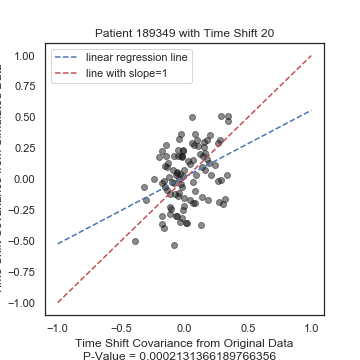 Patient 189349 with Time Shift 20
linear regression line
line with slope=1
1.00
0.75
0.50
0.25
0.00
−0.25
−0.50
−0.75
−1.00
−1.0
−0.5
0.0
0.5
1.0
Time Shift Covariance from Original Data
P-Value = 0.0002131366189766356